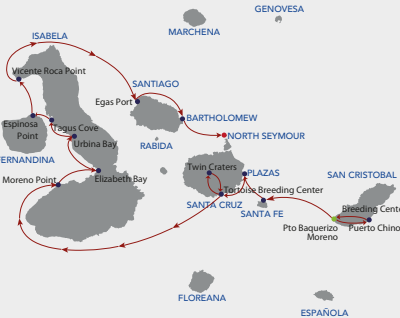 GENOVESA
MARCHENA
ISABELA
Vicente Roca Point
SANTIAGO
Egas Port
BARTHOLOMEW
Espinosa
Point
Tagus Cove
NORTH SEYMOUR
Urbina Bay
RABIDA
FERNANDINA
Twin Craters
PLAZAS
Moreno Point
Elizabeth Bay
SAN CRISTOBAL
Tortoise Breeding Center
SANTA CRUZ
SANTA FE
Breeding Cente
Pto Baquerizo
Moreno
Puerto Chino
FLOREANA
ESPAÑOLA